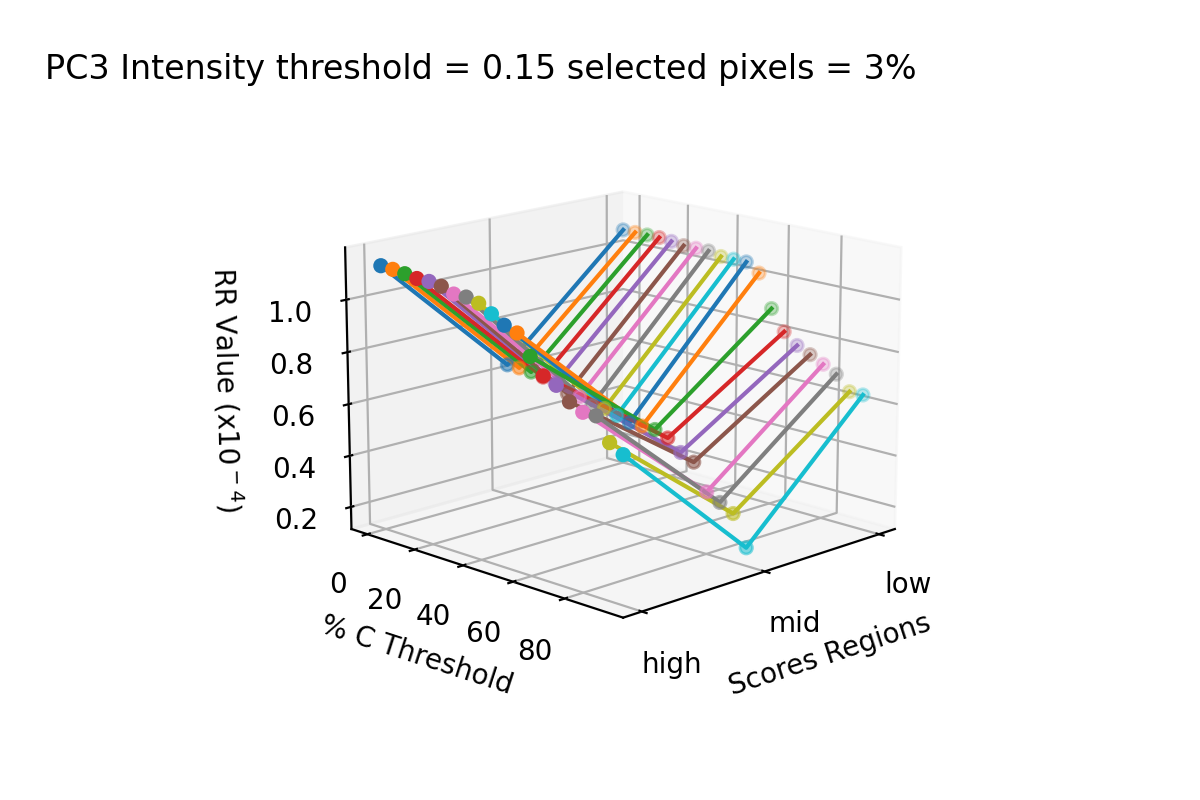 PC3 Intensity threshold = 0.15 selected pixels = 3%
RR Value (x10⁻⁴)
1.0
0.8
0.6
0.4
0.2
0
20
40
60
80
% C Threshold
high
mid
low
Scores Regions